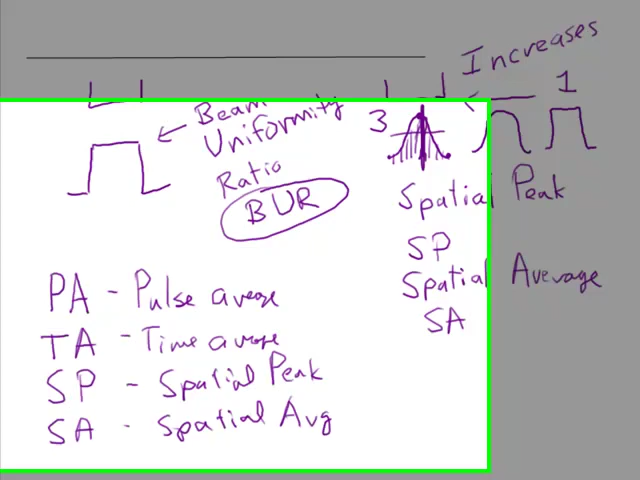 Increases
1
Beam
Uniformity
Ratio
BUR
3
Spatial Peak
SP
Spatial Average
SA
PA - Pulse average
TA - Time average
SP - Spatial Peak
SA - Spatial Avg